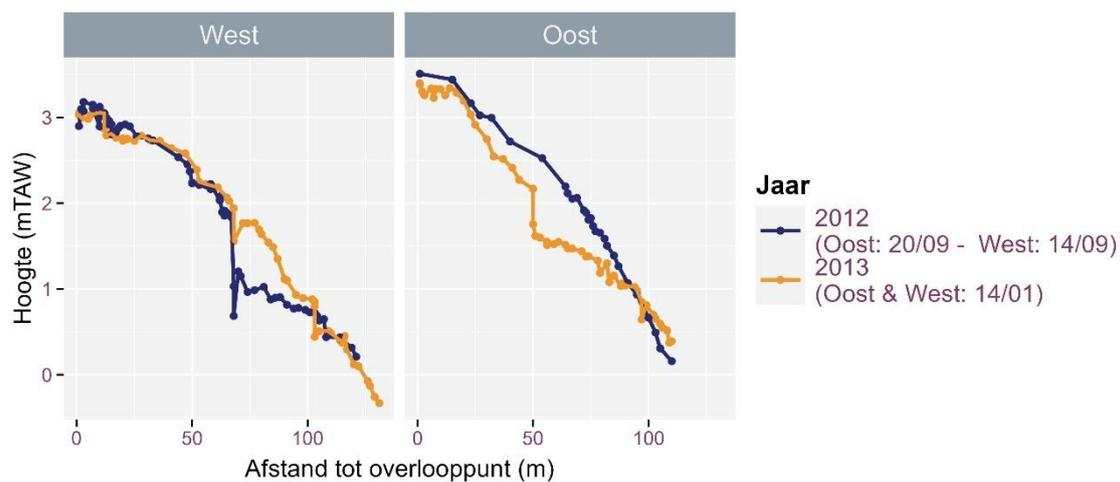 West
Oost
Hoogte (mTAW)
3
2
1
0
0
50
100
0
50
100
Afstand tot overlooppunt (m)
Jaar
2012
(Oost: 20/09 - West: 14/09)
2013
(Oost & West: 14/01)